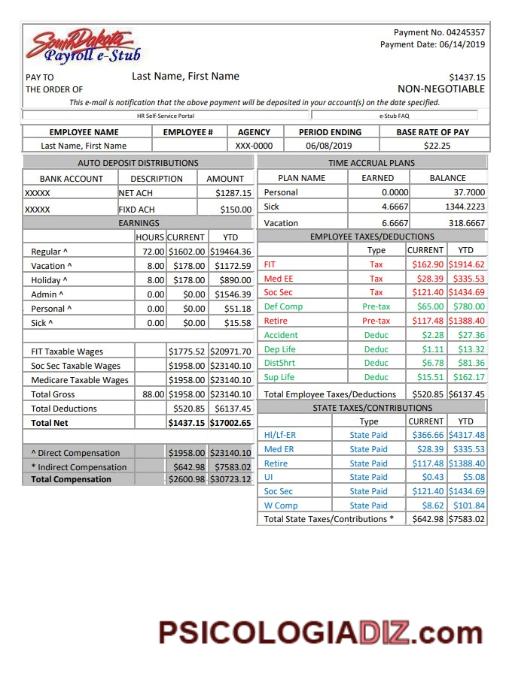 South Dakota
Payroll e-Stub
Payment No. 04245357
Payment Date: 06/14/2019
PAY TO Last Name, First Name $1437.15
THE ORDER OF NON-NEGOTIABLE
This e-mail is notification that the above payment will be deposited in your account(s) on the date specified.
HR Self-Service Portal e-Stub FAQ
EMPLOYEE NAME EMPLOYEE # AGENCY PERIOD ENDING BASE RATE OF PAY
Last Name, First Name XXX-0000 06/08/2019 $22.25
AUTO DEPOSIT DISTRIBUTIONS
BANK ACCOUNT DESCRIPTION AMOUNT
XXXXX NET ACH $1287.15
XXXXX FIXD ACH $150.00
EARNINGS
HOURS CURRENT YTD
Regular ^ 72.00 $1602.00 $19464.36
Vacation ^ 8.00 $178.00 $1172.59
Holiday ^ 8.00 $178.00 $890.00
Admin ^ 0.00 $0.00 $1546.39
Personal ^ 0.00 $0.00 $51.18
Sick ^ 0.00 $0.00 $15.58
FIT Taxable Wages $1775.52 $20971.70
Soc Sec Taxable Wages $1958.00 $23140.10
Medicare Taxable Wages $1958.00 $23140.10
Total Gross 88.00 $1958.00 $23140.10
Total Deductions $520.85 $6137.45
Total Net $1437.15 $17002.65
^ Direct Compensation $1958.00 $23140.10
* Indirect Compensation $642.98 $7583.02
Total Compensation $2600.98 $30723.12
TIME ACCRUAL PLANS
PLAN NAME EARNED BALANCE
Personal 0.0000 37.7000
Sick 4.6667 1344.2223
Vacation 6.6667 318.6667
EMPLOYEE TAXES/DEDUCTIONS
Type CURRENT YTD
FIT Tax $162.90 $1914.62
Med EE Tax $28.39 $335.53
Soc Sec Tax $121.40 $1434.69
Def Comp Pre-tax $65.00 $780.00
Retire Pre-tax $117.48 $1388.40
Accident Deduc $2.28 $27.36
Dep Life Deduc $1.11 $13.32
DistShrt Deduc $6.78 $81.36
Sup Life Deduc $15.51 $162.17
Total Employee Taxes/Deductions $520.85 $6137.45
STATE TAXES/CONTRIBUTIONS
Type CURRENT YTD
Hl/Lf-ER State Paid $366.66 $4317.48
Med ER State Paid $28.39 $335.53
Retire State Paid $117.48 $1388.40
UI State Paid $0.43 $5.08
Soc Sec State Paid $121.40 $1434.69
W Comp State Paid $8.62 $101.84
Total State Taxes/Contributions * $642.98 $7583.02
PSICOLOGIADIZ.com